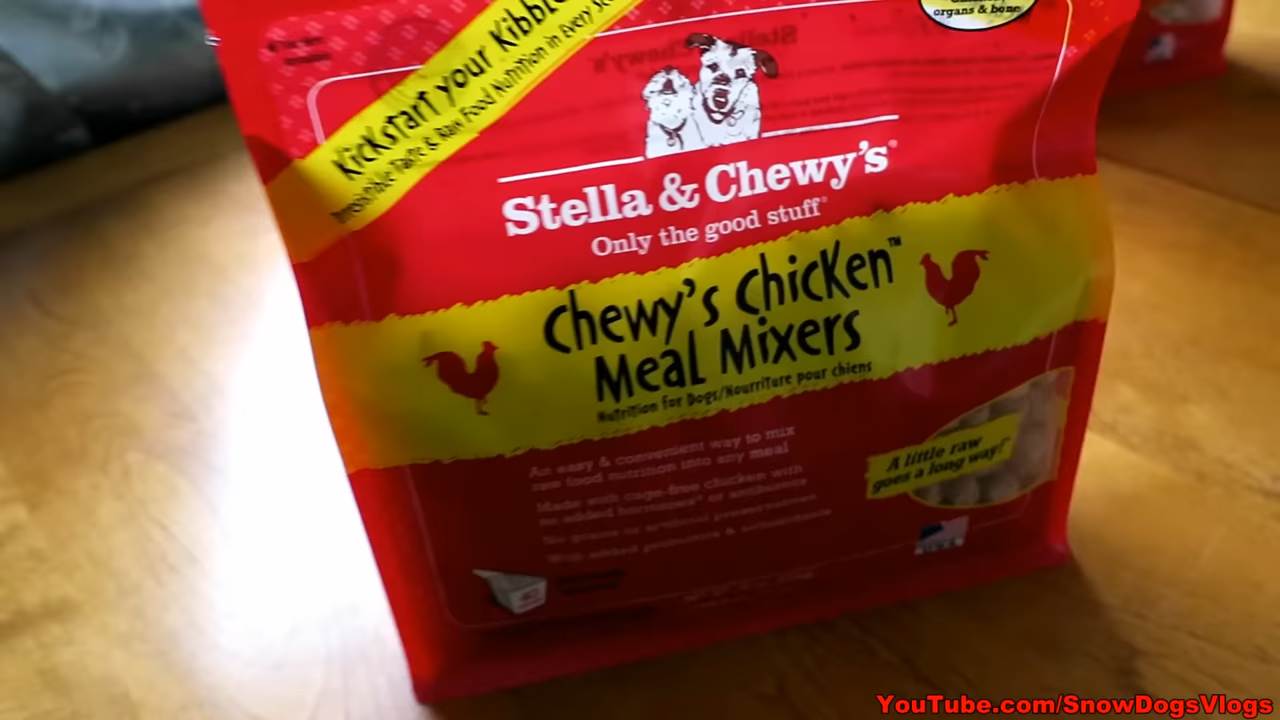 organs & bone
Kickstart your Kibble
Irresistible Taste & Raw Food Nutrition in Every
Stella & Chewy's®
Only the good stuff®
Chewy's Chicken™
Meal Mixers
Nutrition for Dogs/Nourriture pour chiens
An easy & convenient way to mix
raw food nutrition into any meal
Made with cage-free chicken with
no added hormones* or antibiotics
No grains or artificial preservatives
With added probiotics & antioxidants
A little raw
goes a long way!
YouTube.com/SnowDogsVlogs